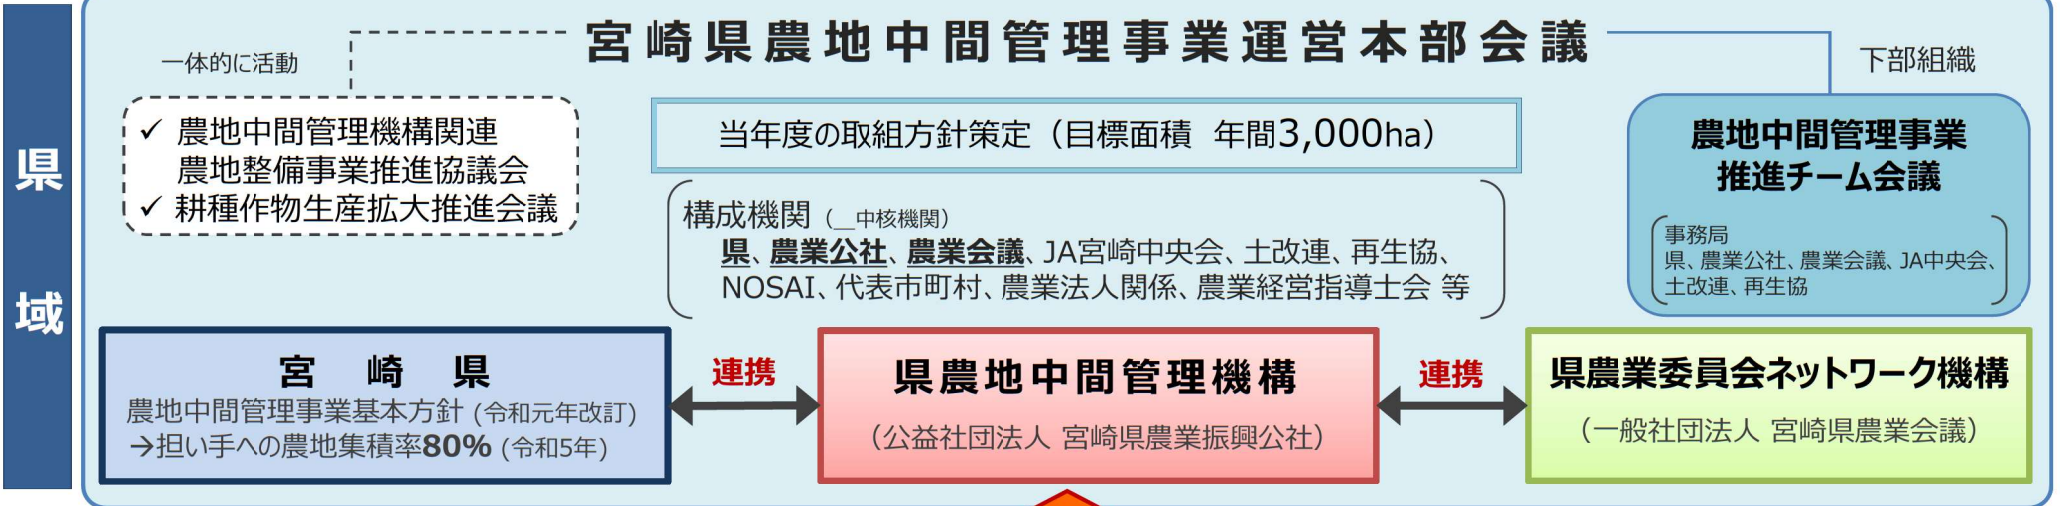 県域
宮崎県農地中間管理事業運営本部会議
一体的に活動
✓ 農地中間管理機構関連
農地整備事業推進協議会
✓ 耕種作物生産拡大推進会議
当年度の取組方針策定（目標面積 年間3,000ha）
構成機関（＿中核機関）
県、農業公社、農業会議、JA宮崎中央会、土改連、再生協、
NOSAI、代表市町村、農業法人関係、農業経営指導士会 等
下部組織
農地中間管理事業
推進チーム会議
事務局
県、農業公社、農業会議、JA中央会、
土改連、再生協
宮 崎 県
農地中間管理事業基本方針（令和元年改訂）
→担い手への農地集積率80%（令和5年）
連携
県農地中間管理機構
（公益社団法人 宮崎県農業振興公社）
連携
県農業委員会ネットワーク機構
（一般社団法人 宮崎県農業会議）